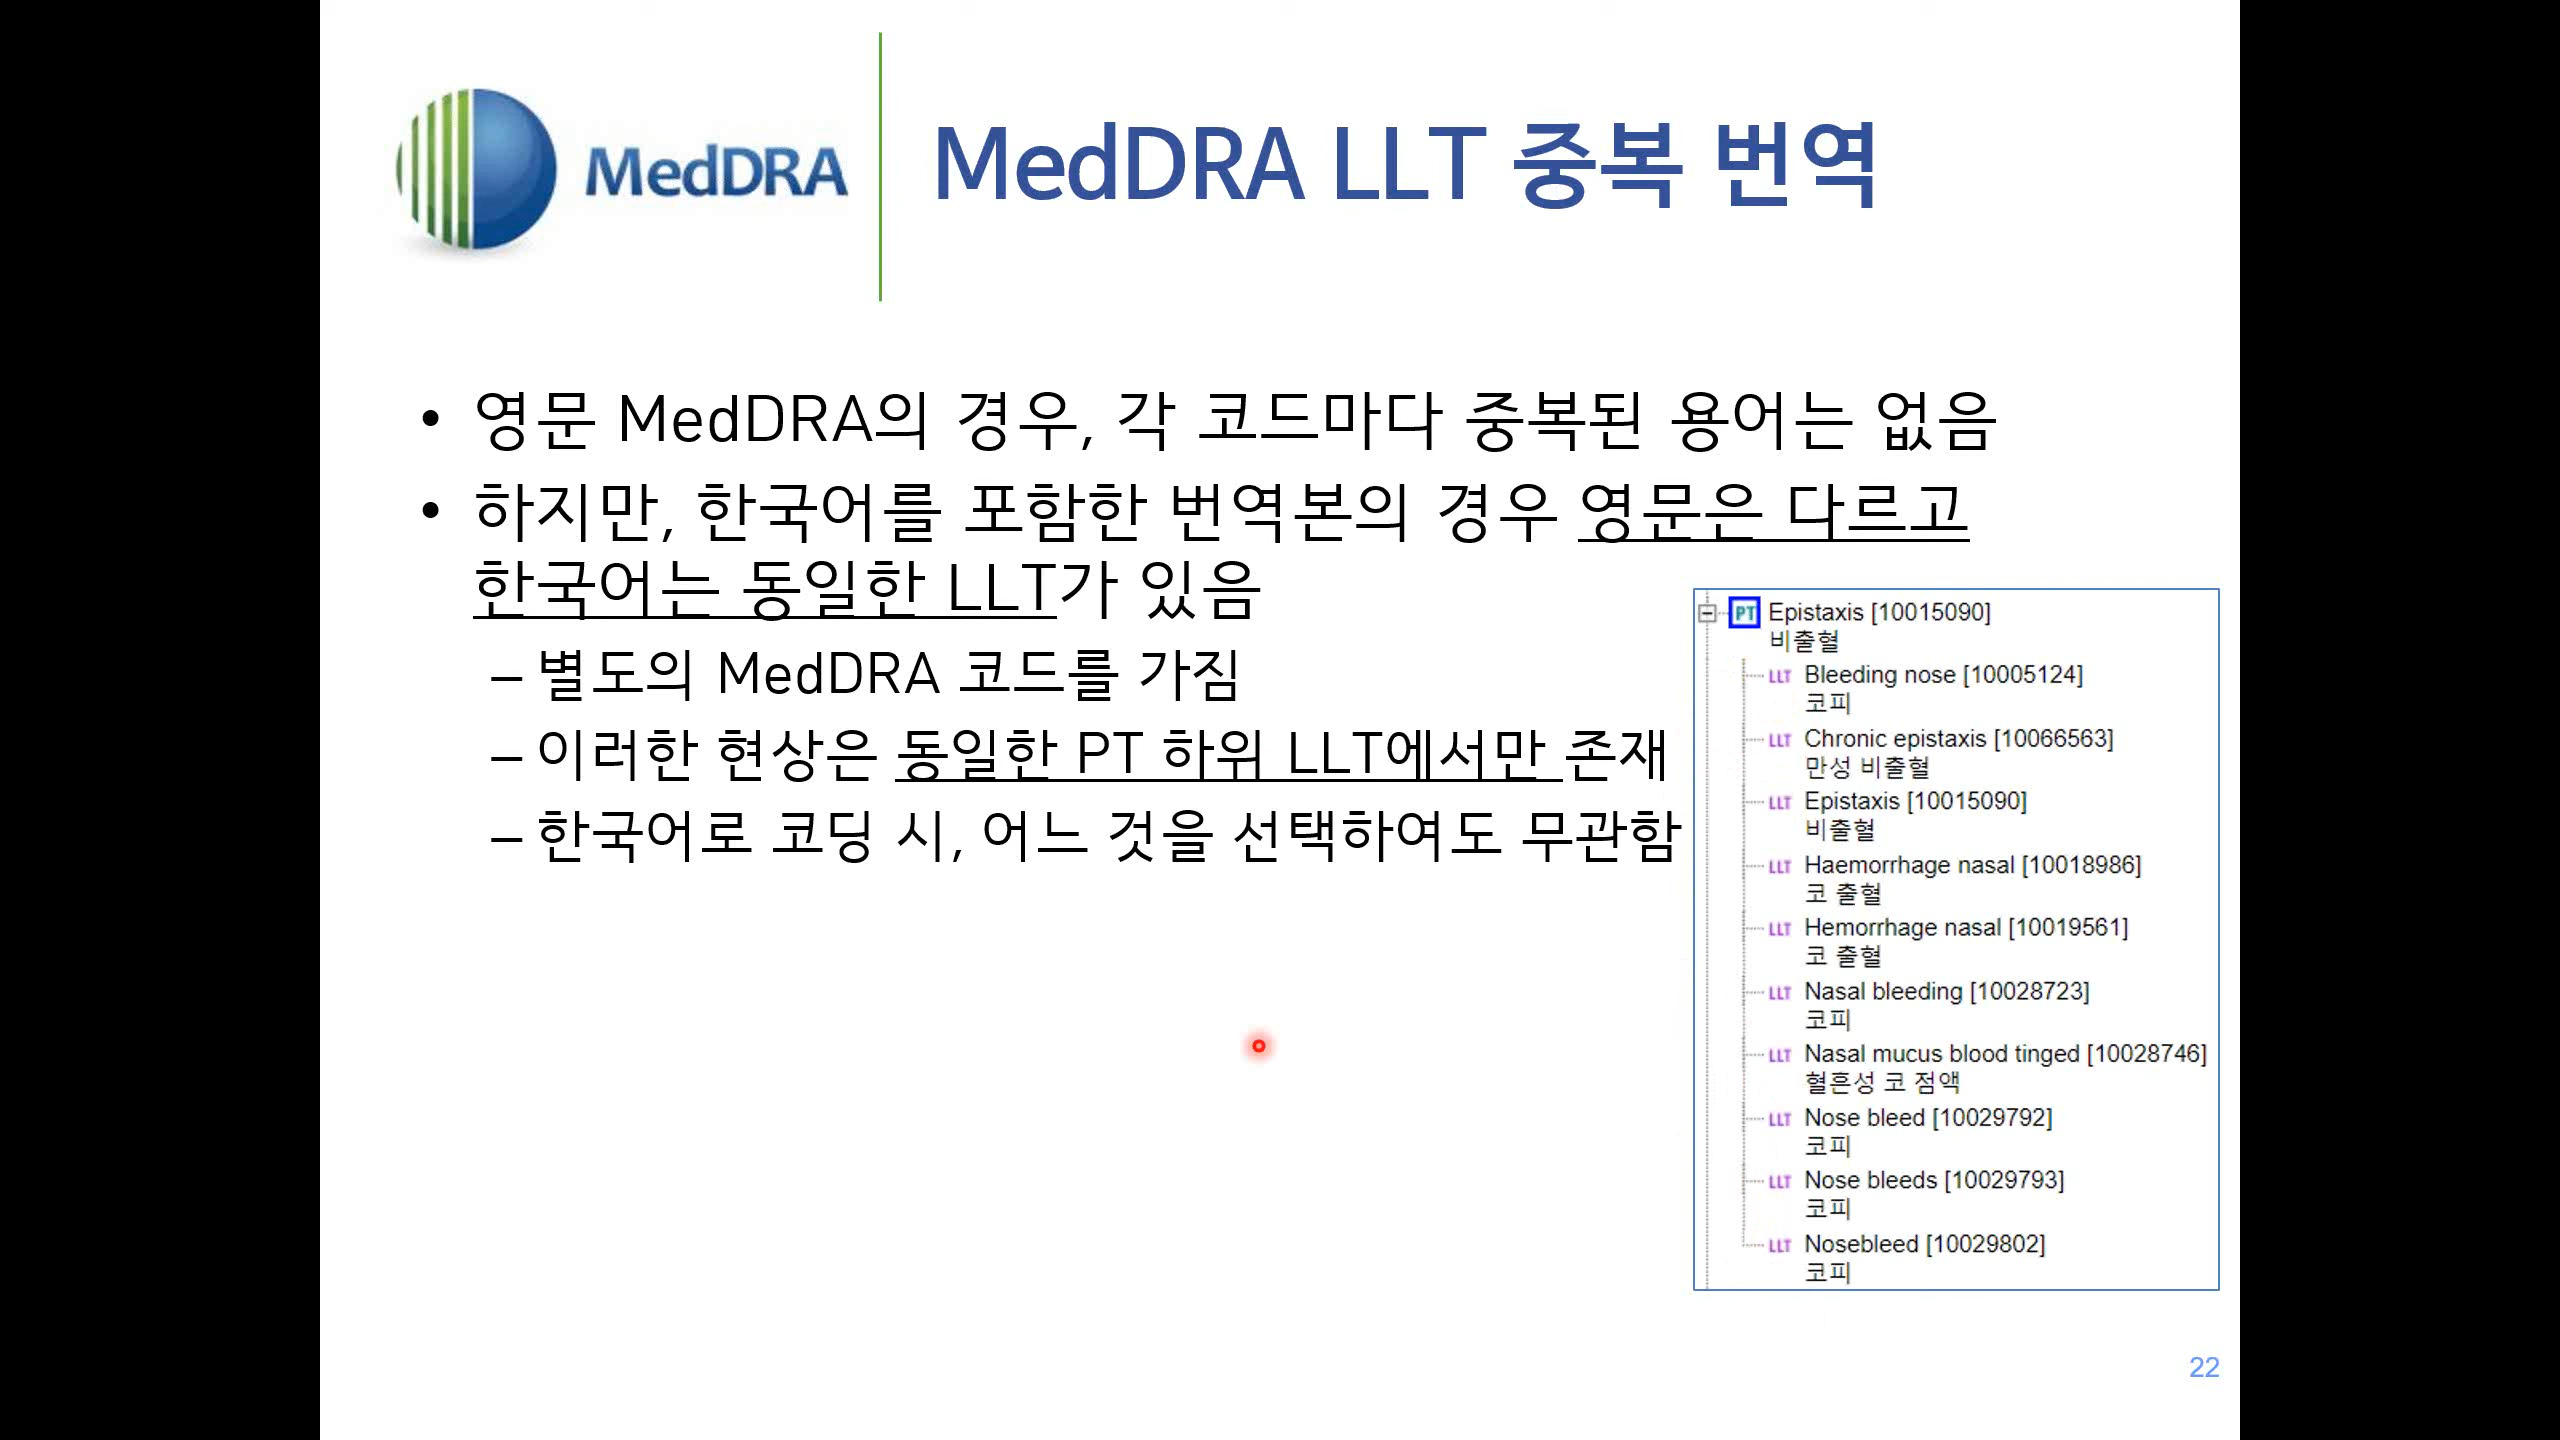 MedDRA
MedDRA LLT 중복 번역
• 영문 MedDRA의 경우, 각 코드마다 중복된 용어는 없음
• 하지만, 한국어를 포함한 번역본의 경우 영문은 다르고
한국어는 동일한 LLT가 있음
– 별도의 MedDRA 코드를 가짐
– 이러한 현상은 동일한 PT 하위 LLT에서만 존재
– 한국어로 코딩 시, 어느 것을 선택하여도 무관함
PT Epistaxis [10015090]
비출혈
LLT Bleeding nose [10005124]
코피
LLT Chronic epistaxis [10066563]
만성 비출혈
LLT Epistaxis [10015090]
비출혈
LLT Haemorrhage nasal [10018986]
코 출혈
LLT Hemorrhage nasal [10019561]
코 출혈
LLT Nasal bleeding [10028723]
코피
LLT Nasal mucus blood tinged [10028746]
혈흔성 코 점액
LLT Nose bleed [10029792]
코피
LLT Nose bleeds [10029793]
코피
LLT Nosebleed [10029802]
코피
22